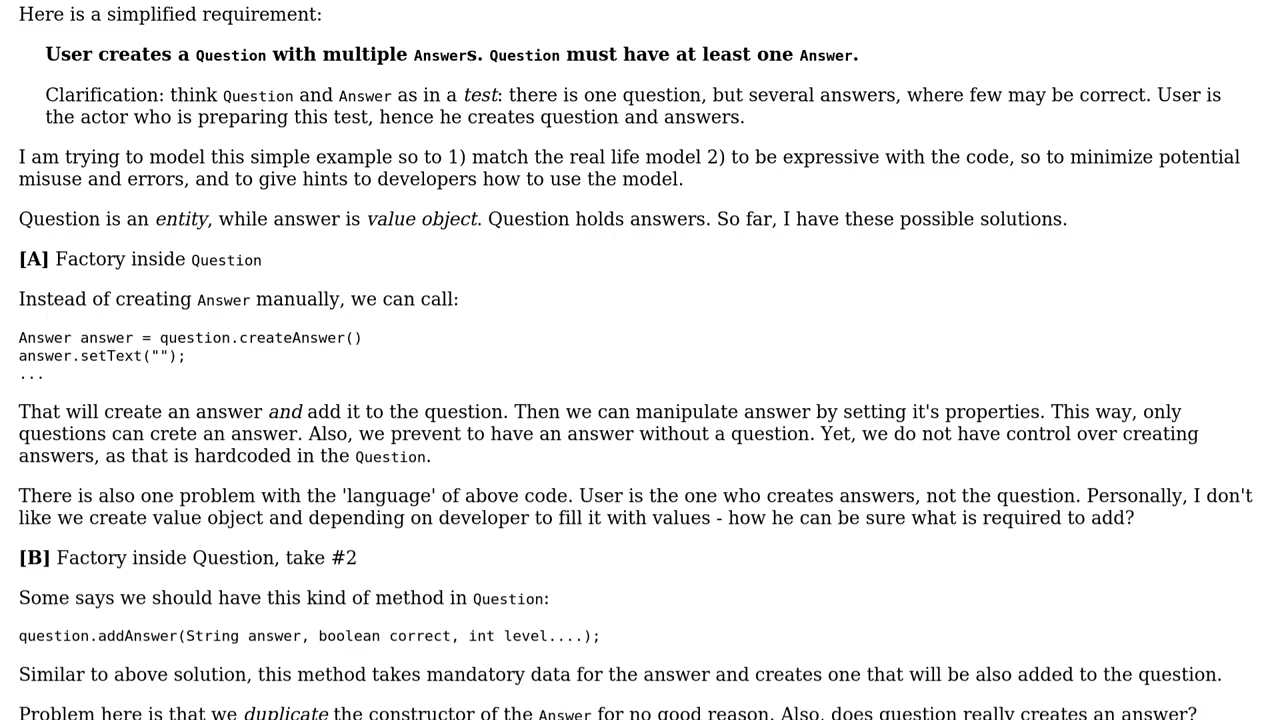 Here is a simplified requirement:
User creates a Question with multiple Answers. Question must have at least one Answer.
Clarification: think Question and Answer as in a test: there is one question, but several answers, where few may be correct. User is
the actor who is preparing this test, hence he creates question and answers.
I am trying to model this simple example so to 1) match the real life model 2) to be expressive with the code, so to minimize potential
misuse and errors, and to give hints to developers how to use the model.
Question is an entity, while answer is value object. Question holds answers. So far, I have these possible solutions.
[A] Factory inside Question
Instead of creating Answer manually, we can call:
Answer answer = question.createAnswer()
answer.setText("");
...
That will create an answer and add it to the question. Then we can manipulate answer by setting it's properties. This way, only
questions can crete an answer. Also, we prevent to have an answer without a question. Yet, we do not have control over creating
answers, as that is hardcoded in the Question.
There is also one problem with the 'language' of above code. User is the one who creates answers, not the question. Personally, I don't
like we create value object and depending on developer to fill it with values - how he can be sure what is required to add?
[B] Factory inside Question, take #2
Some says we should have this kind of method in Question:
question.addAnswer(String answer, boolean correct, int level....);
Similar to above solution, this method takes mandatory data for the answer and creates one that will be also added to the question.
Problem here is that we duplicate the constructor of the Answer for no good reason. Also, does question really creates an answer?